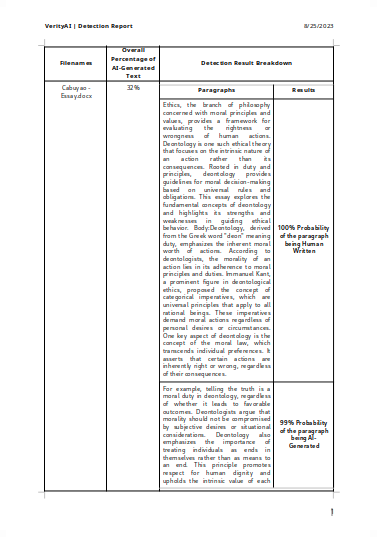 VerityAI | Detection Report
8/25/2023
Filenames
Overall
Percentage of
AI-Generated
Text
Detection Result Breakdown
Cabuyao -
Essay.docx
32%
Paragraphs
Results
Ethics, the branch of philosophy
concerned with moral principles and
values, provides a framework for
evaluating the rightness or
wrongness of human actions.
Deontology is one such ethical theory
that focuses on the intrinsic nature of
an action rather than its
consequences. Rooted in duty and
principles, deontology provides
guidelines for moral decision-making
based on universal rules and
obligations. This essay explores the
fundamental concepts of deontology
and highlights its strengths and
weaknesses in guiding ethical
behavior. Body:Deontology, derived
from the Greek word "deon" meaning
duty, emphasizes the inherent moral
worth of actions. According to
deontologists, the morality of an
action lies in its adherence to moral
principles and duties. Immanuel Kant,
a prominent figure in deontological
ethics, proposed the concept of
categorical imperatives, which are
universal principles that apply to all
rational beings. These imperatives
demand moral actions regardless of
personal desires or circumstances.
One key aspect of deontology is the
concept of the moral law, which
transcends individual preferences. It
asserts that certain actions are
inherently right or wrong, regardless
of their consequences.
100% Probability
of the paragraph
being Human
Written
For example, telling the truth is a
moral duty in deontology, regardless
of whether it leads to favorable
outcomes. Deontologists argue that
morality should not be compromised
by subjective desires or situational
considerations. Deontology also
emphasizes the importance of
treating individuals as ends in
themselves rather than as means to
an end. This principle promotes
respect for human dignity and
upholds the intrinsic value of each
99% Probability
of the paragraph
being AI-
Generated
1